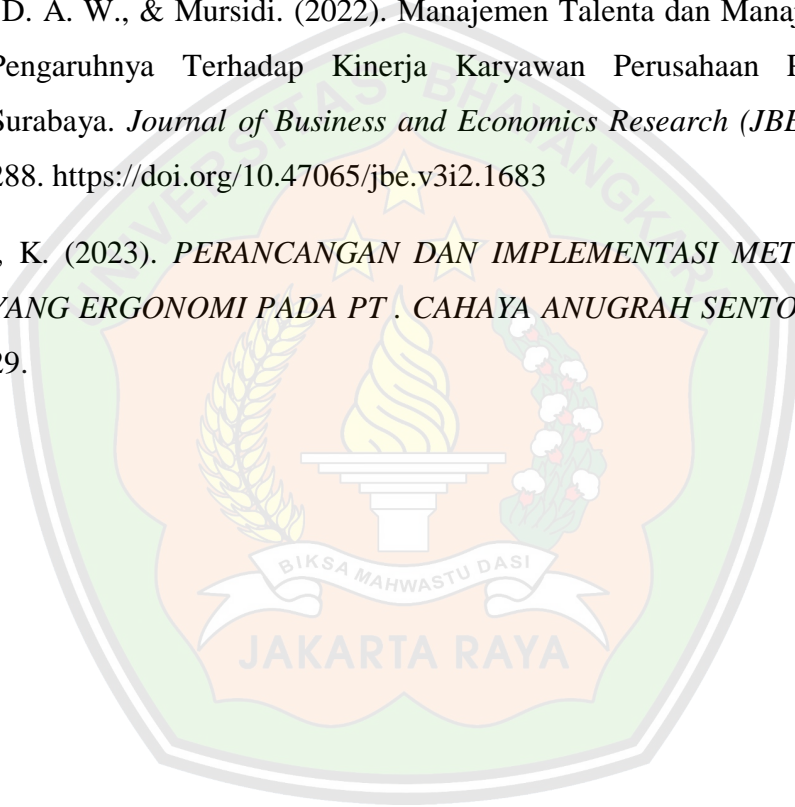 D. A. W., & Mursidi. (2022). Manajemen Talenta dan Manaj
Pengaruhnya Terhadap Kinerja Karyawan Perusahaan P
Surabaya. Journal of Business and Economics Research (JBE
288. https://doi.org/10.47065/jbe.v3i2.1683
, K. (2023). PERANCANGAN DAN IMPLEMENTASI MET
YANG ERGONOMI PADA PT . CAHAYA ANUGRAH SENTO
29.
UNIVERSITAS BHAYANGKARA
BIKSA MAHWASTU DASI
JAKARTA RAYA